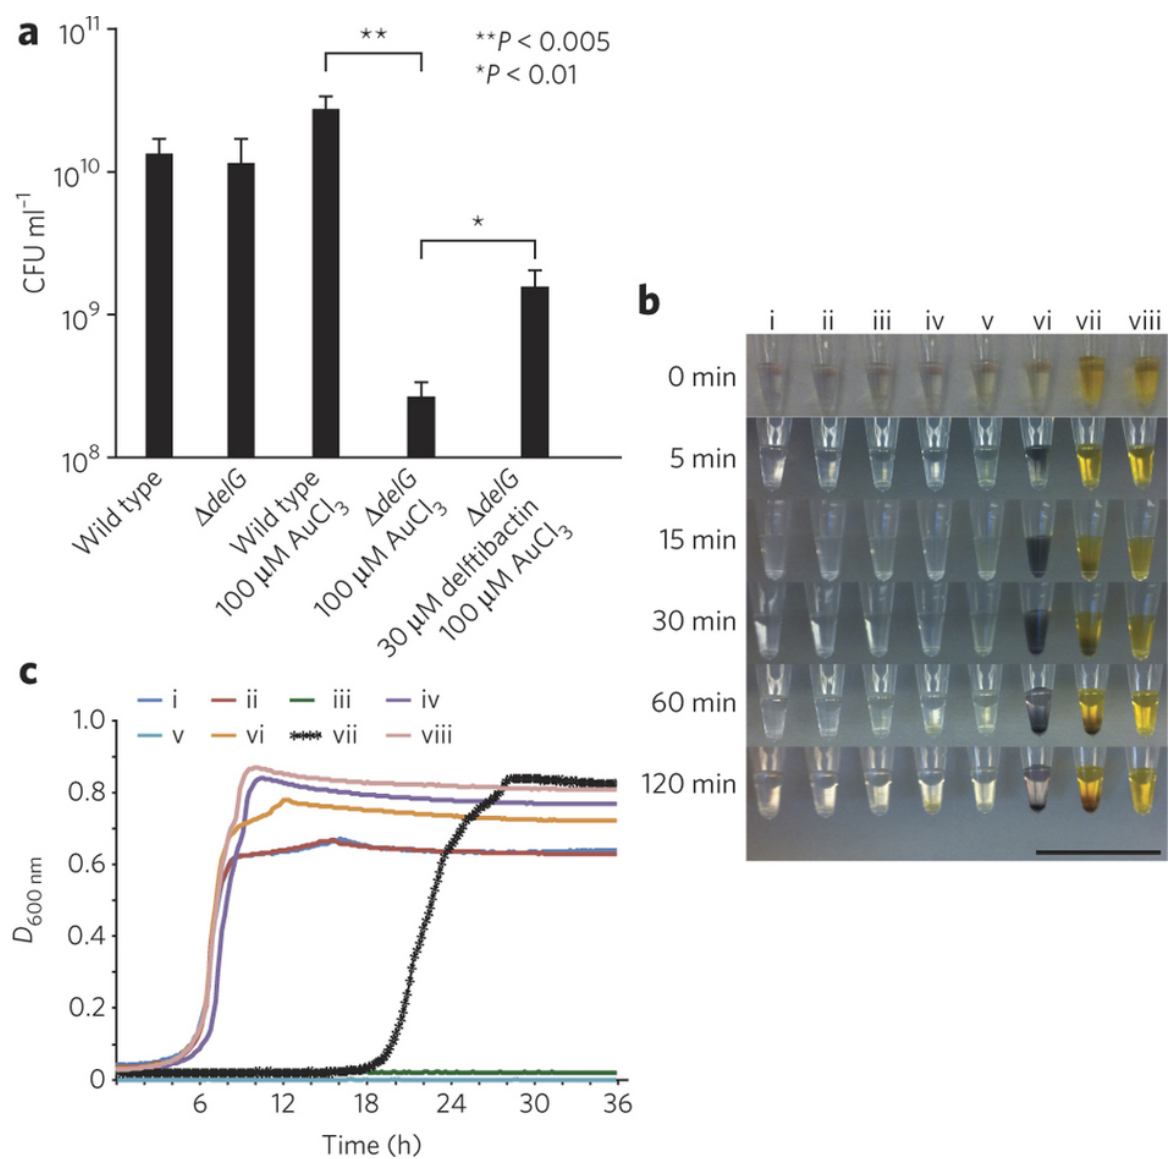 a
CFU ml⁻¹
10¹¹
10¹⁰
10⁹
10⁸
**
**P < 0.005
*P < 0.01
*
Wild type
ΔdelG
Wild type
100 µM AuCl₃
ΔdelG
100 µM AuCl₃
ΔdelG
30 µM delftibactin
100 µM AuCl₃
b
i ii iii iv v vi vii viii
0 min
5 min
15 min
30 min
60 min
120 min
c
i ii iii iv
v vi vii viii
D₆₀₀ ₙₘ
1.0
0.8
0.6
0.4
0.2
0
6 12 18 24 30 36
Time (h)